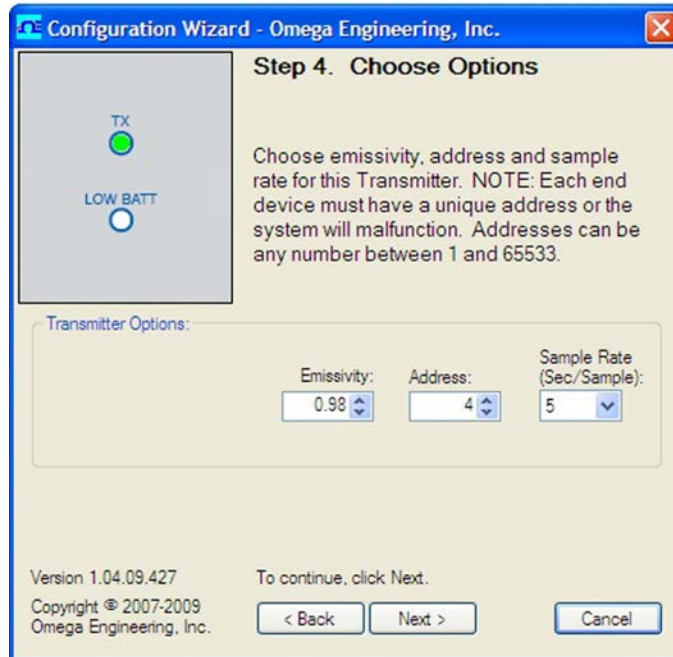 Configuration Wizard - Omega Engineering, Inc.
TX
LOW BATT
Step 4. Choose Options
Choose emissivity, address and sample
rate for this Transmitter. NOTE: Each end
device must have a unique address or the
system will malfunction. Addresses can be
any number between 1 and 65533.
Transmitter Options:
Emissivity:
0.98
Address:
4
Sample Rate
(Sec/Sample):
5
Version 1.04.09.427
Copyright © 2007-2009
Omega Engineering, Inc.
To continue, click Next.
< Back
Next >
Cancel